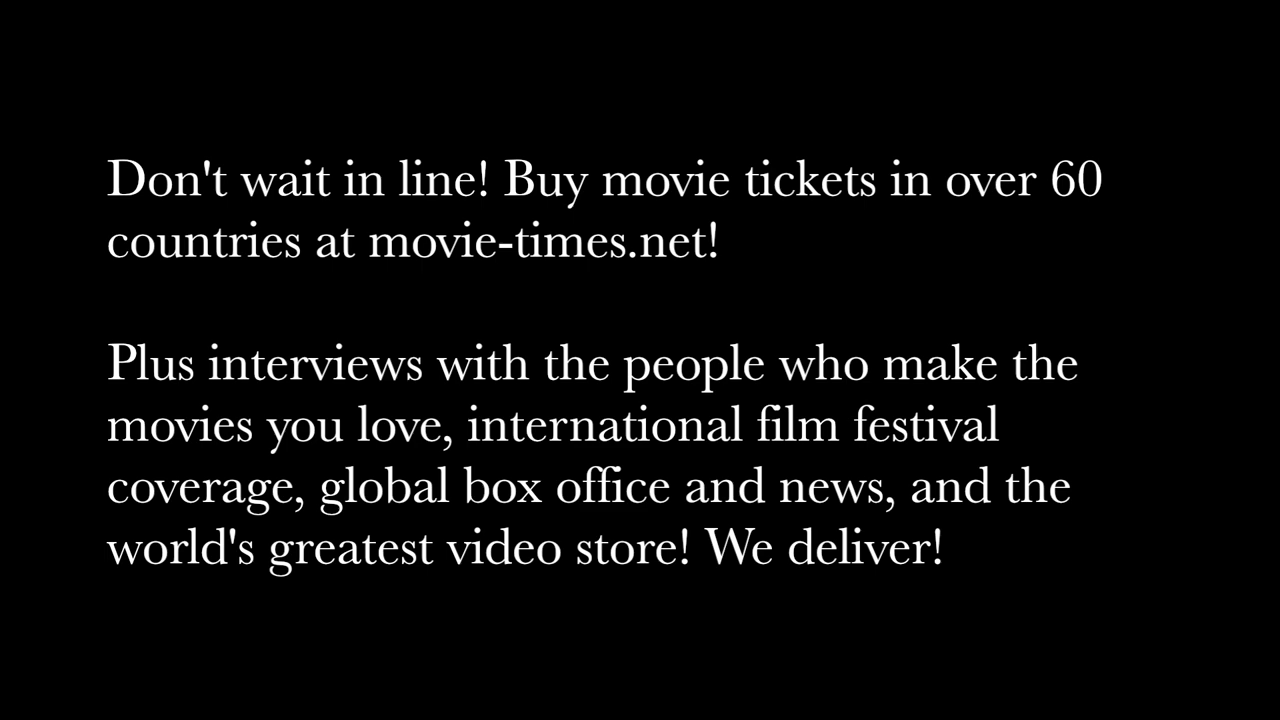 Don't wait in line! Buy movie tickets in over 60
countries at movie-times.net!
Plus interviews with the people who make the
movies you love, international film festival
coverage, global box office and news, and the
world's greatest video store! We deliver!